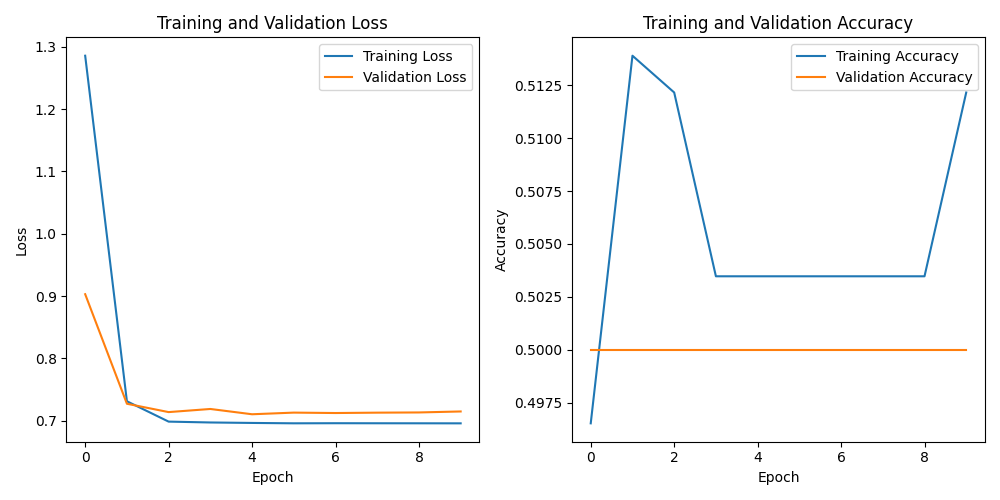 Training and Validation Loss
Training Loss
Validation Loss
1.3
1.2
1.1
1.0
0.9
0.8
0.7
Loss
0
2
4
6
8
Epoch
Training and Validation Accuracy
Training Accuracy
Validation Accuracy
0.5125
0.5100
0.5075
0.5050
0.5025
0.5000
0.4975
Accuracy
0
2
4
6
8
Epoch